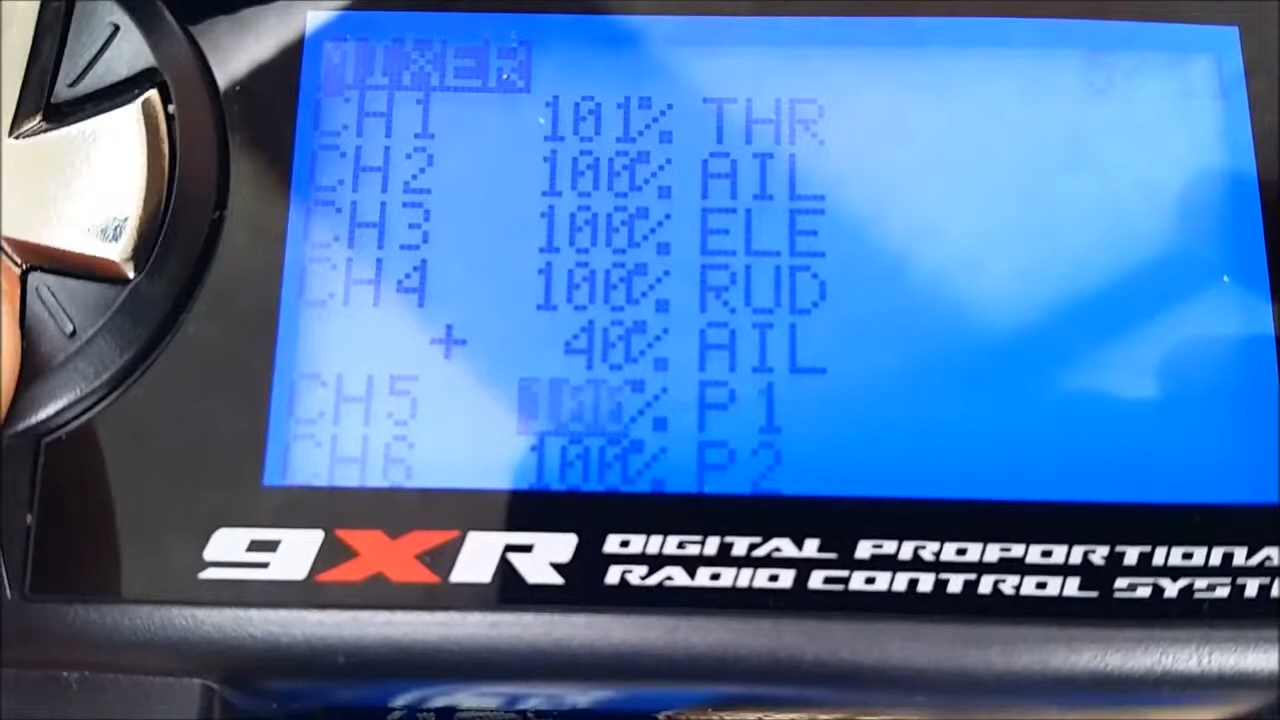 MIXER
CH1 101% THR
CH2 100% AIL
CH3 100% ELE
CH4 100% RUD
+ 40% AIL
CH5 100% P1
CH6 100% P2
9XR DIGITAL PROPORTIONA
RADIO CONTROL SYST